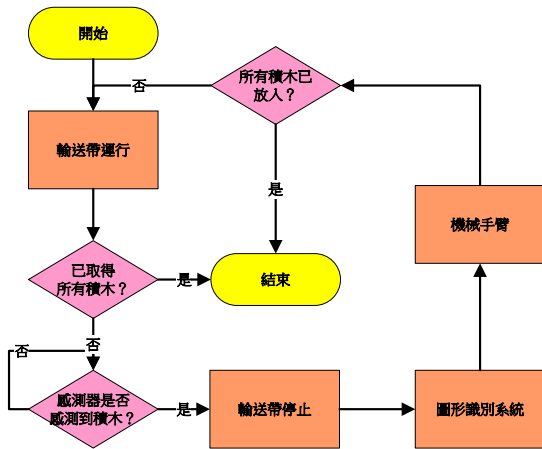 開始
所有積木已
放入？
否
輸送帶運行
是
機械手臂
已取得
所有積木？
是
結束
否
否
感測器是否
感測到積木？
是
輸送帶停止
圖形識別系統